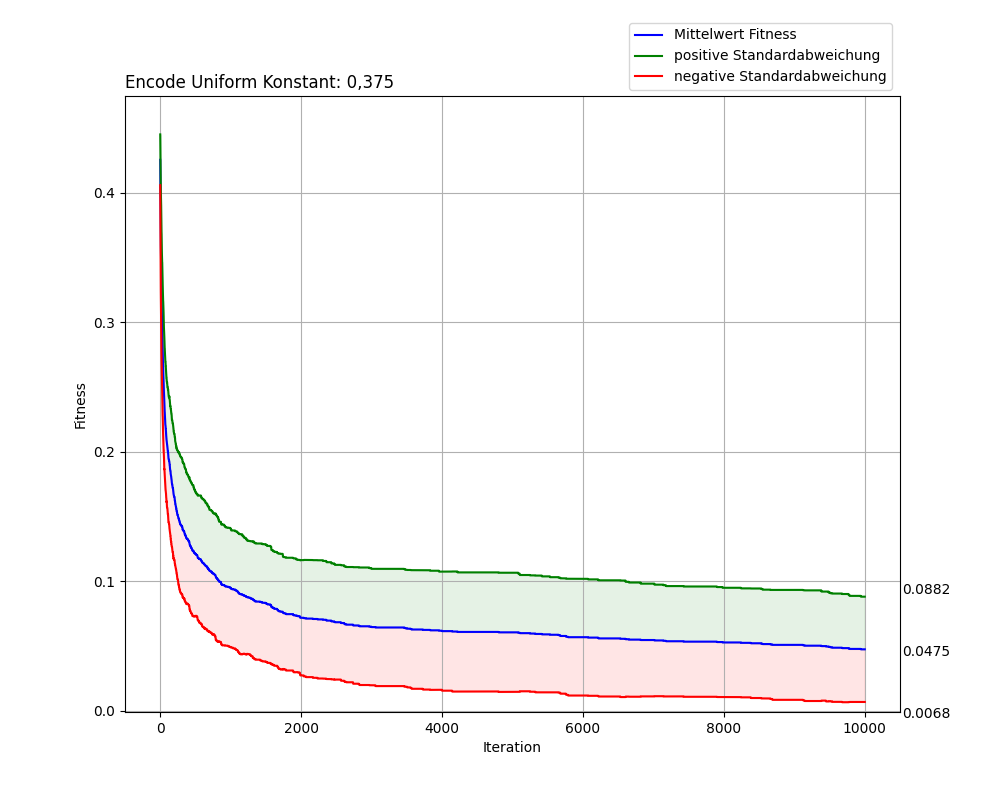 Mittelwert Fitness
positive Standardabweichung
negative Standardabweichung
Encode Uniform Konstant: 0,375
Fitness
0.4
0.3
0.2
0.1
0.0
0.0882
0.0475
0.0068
0 2000 4000 6000 8000 10000
Iteration